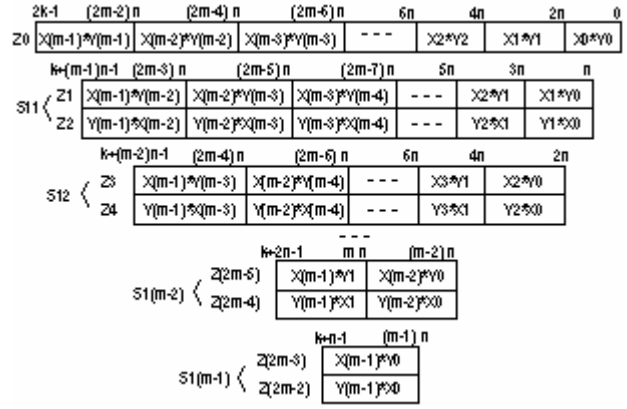 2k-1 (2m-2)n (2m-4)n (2m-6)n 6n 4n 2n 0
Z0 X(m-1)*Y(m-1) X(m-2)*Y(m-2) X(m-3)*Y(m-3) --- X2*Y2 X1*Y1 X0*Y0
k+(m-1)n-1 (2m-3)n (2m-5)n (2m-7)n 5n 3n n
S11 < Z1 X(m-1)*Y(m-2) X(m-2)*Y(m-3) X(m-3)*Y(m-4) --- X2*Y1 X1*Y0
Z2 Y(m-1)*X(m-2) Y(m-2)*X(m-3) Y(m-3)*X(m-4) --- Y2*X1 Y1*X0
k+(m-2)n-1 (2m-4)n (2m-6)n 6n 4n 2n
S12 < Z3 X(m-1)*Y(m-3) X(m-2)*Y(m-4) --- X3*Y1 X2*Y0
Z4 Y(m-1)*X(m-3) Y(m-2)*X(m-4) --- Y3*X1 Y2*X0
---
k+2n-1 m n (m-2)n
S1(m-2) < Z(2m-5) X(m-1)*Y1 X(m-2)*Y0
Z(2m-4) Y(m-1)*X1 Y(m-2)*X0
k+n-1 (m-1)n
S1(m-1) < Z(2m-3) X(m-1)*Y0
Z(2m-2) Y(m-1)*X0